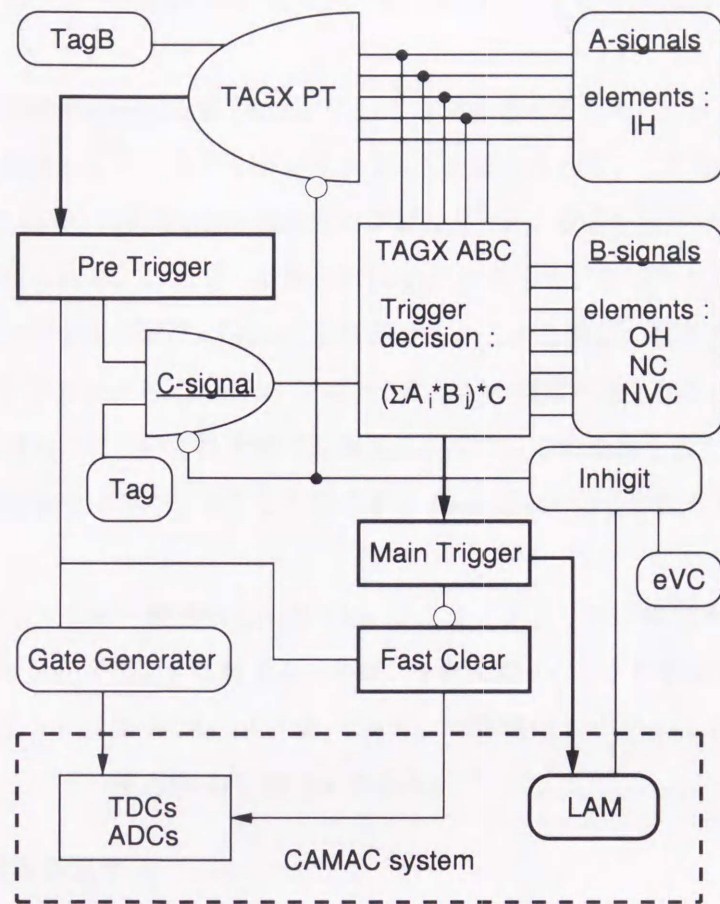 TagB
TAGX PT
A-signals
elements :
IH
Pre Trigger
TAGX ABC
Trigger
decision :
(ΣA i*B i)*C
B-signals
elements :
OH
NC
NVC
C-signal
Tag
Inhigit
Main Trigger
eVC
Gate Generater
Fast Clear
TDCs
ADCs
LAM
CAMAC system